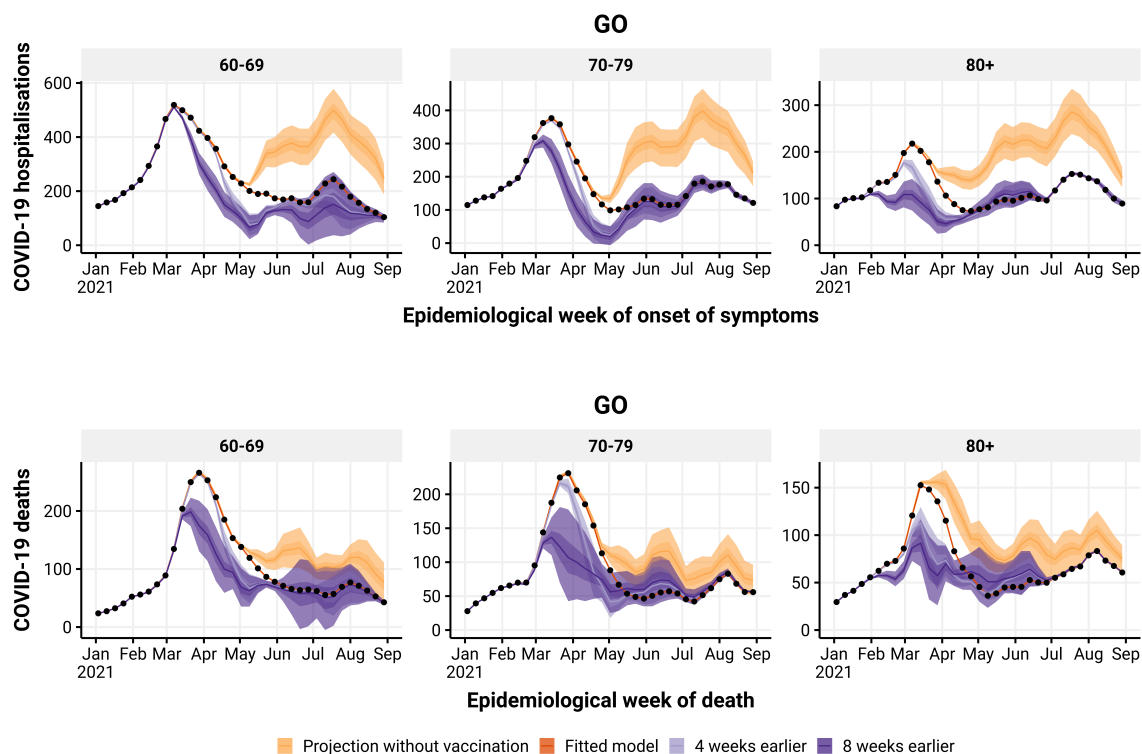 GO
60-69
70-79
80+
COVID-19 hospitalisations
600
400
200
0
400
300
200
100
0
300
200
100
0
Jan Feb Mar Apr May Jun Jul Aug Sep
2021
Jan Feb Mar Apr May Jun Jul Aug Sep
2021
Jan Feb Mar Apr May Jun Jul Aug Sep
2021
Epidemiological week of onset of symptoms
GO
60-69
70-79
80+
COVID-19 deaths
200
100
0
200
150
100
50
0
150
100
50
0
Jan Feb Mar Apr May Jun Jul Aug Sep
2021
Jan Feb Mar Apr May Jun Jul Aug Sep
2021
Jan Feb Mar Apr May Jun Jul Aug Sep
2021
Epidemiological week of death
Projection without vaccination Fitted model 4 weeks earlier 8 weeks earlier